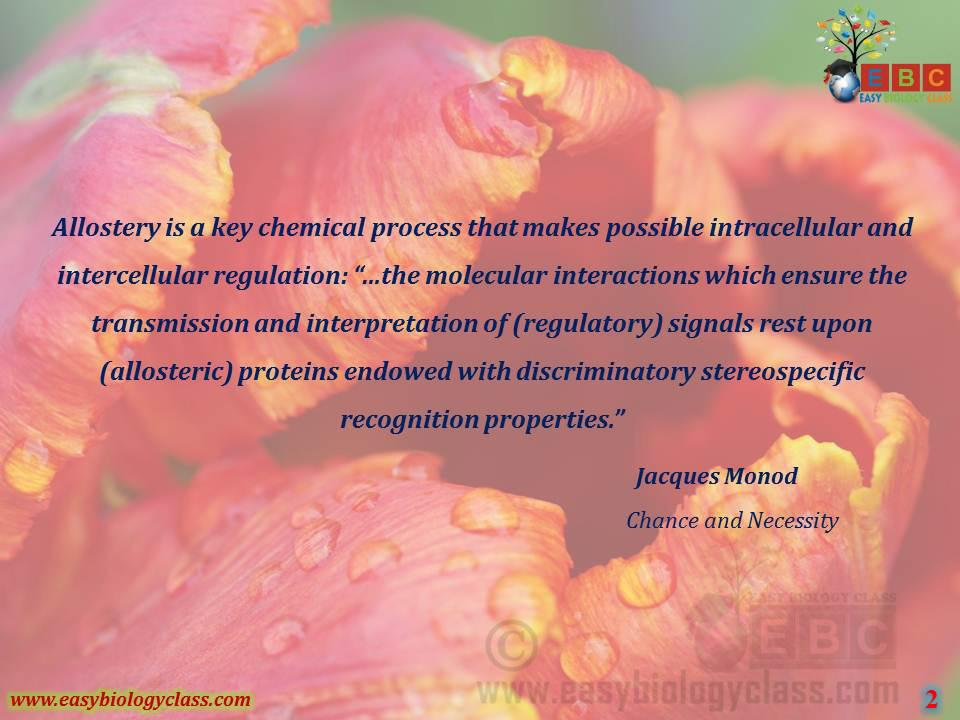 E B C
EASY BIOLOGY CLASS
Allostery is a key chemical process that makes possible intracellular and
intercellular regulation: “…the molecular interactions which ensure the
transmission and interpretation of (regulatory) signals rest upon
(allosteric) proteins endowed with discriminatory stereospecific
recognition properties.”
Jacques Monod
Chance and Necessity
EASY BIOLOGY CLASS
E B C
©
www.easybiologyclass.com
www.easybiologyclass.com
2